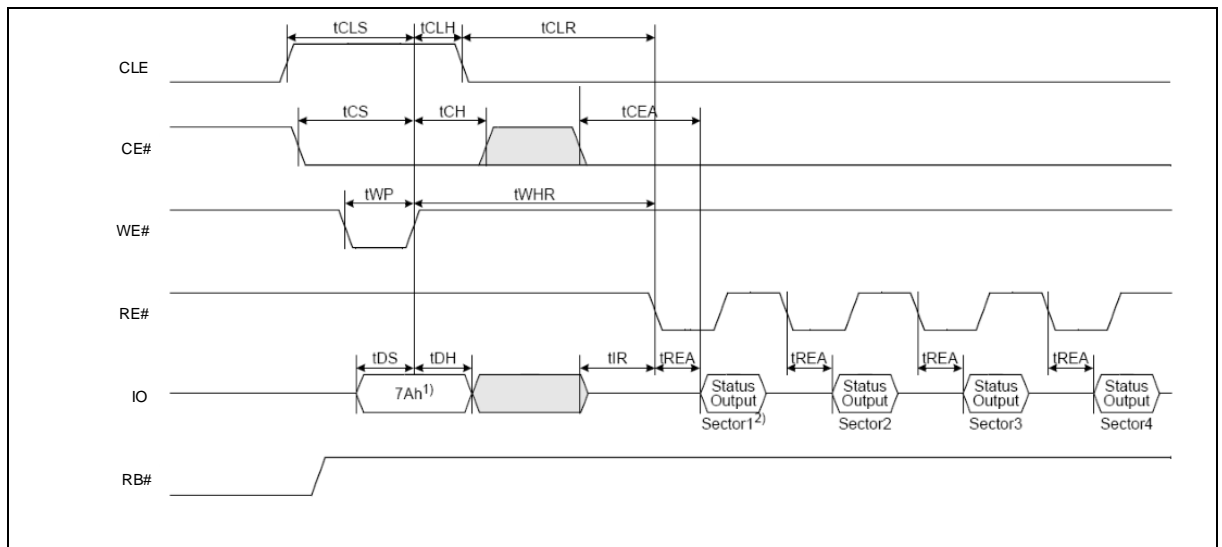 tCLS tCLH tCLR
CLE
tCS tCH tCEA
CE#
tWP tWHR
WE#
RE#
tDS tDH tIR tREA tREA tREA tREA
IO 7Ah1) Status Output Status Output Status Output Status Output
Sector12) Sector2 Sector3 Sector4
RB#